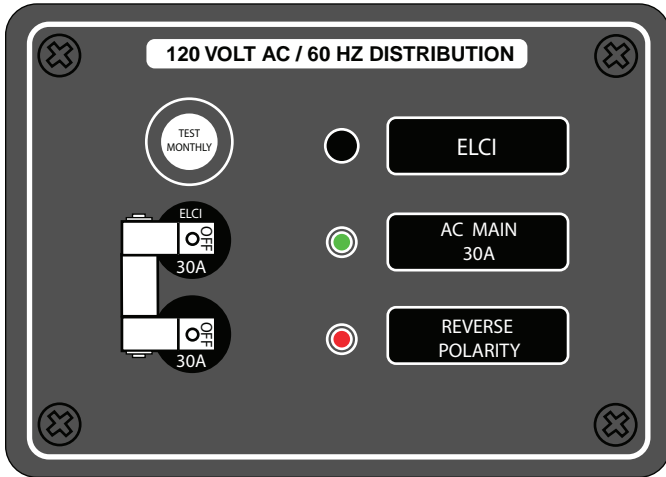 120 VOLT AC / 60 HZ DISTRIBUTION
TEST
MONTHLY
ELCI
ELCI
OFF
30A
AC MAIN
30A
OFF
30A
REVERSE
POLARITY